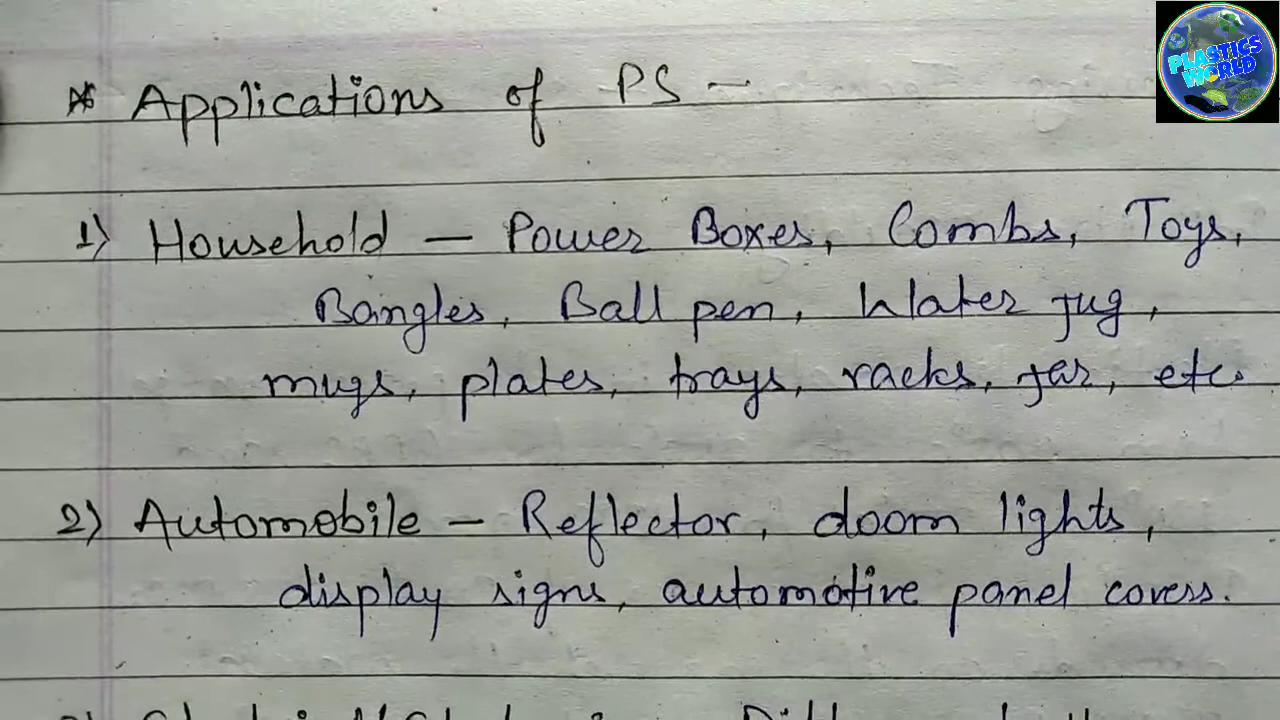 * Applications of PS -
1) Household - Power Boxes, Combs, Toys,
Bangles, Ball pen, Water jug,
mugs, plates, trays, racks, jar, etc.
2) Automobile - Reflector, doom lights,
display signs, automotive panel covers.
PLASTICS
WORLD